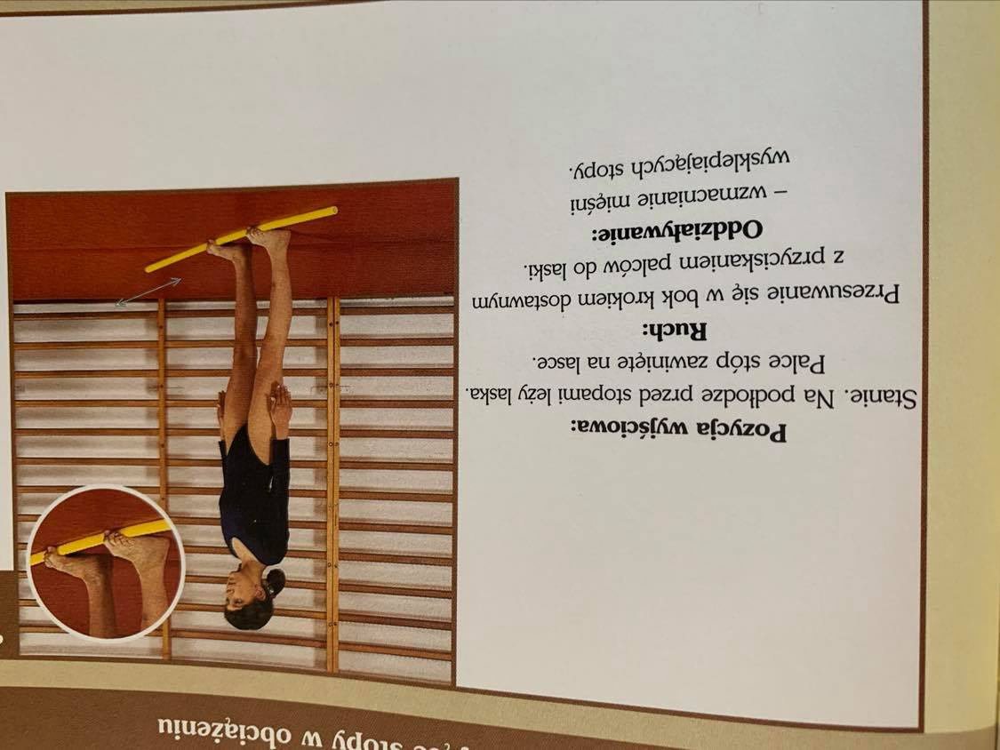 stopy w obciążeniu
Pozycja wyjściowa:
Stanie. Na podłodze przed stopami leży laska.
Palce stóp zawinięte na lasce.
Ruch:
Przesuwanie się w bok krokiem dostawnym
z przyciskaniem palców do laski.
Oddziaływanie:
– wzmacnianie mięśni
wysklepiających stopy.